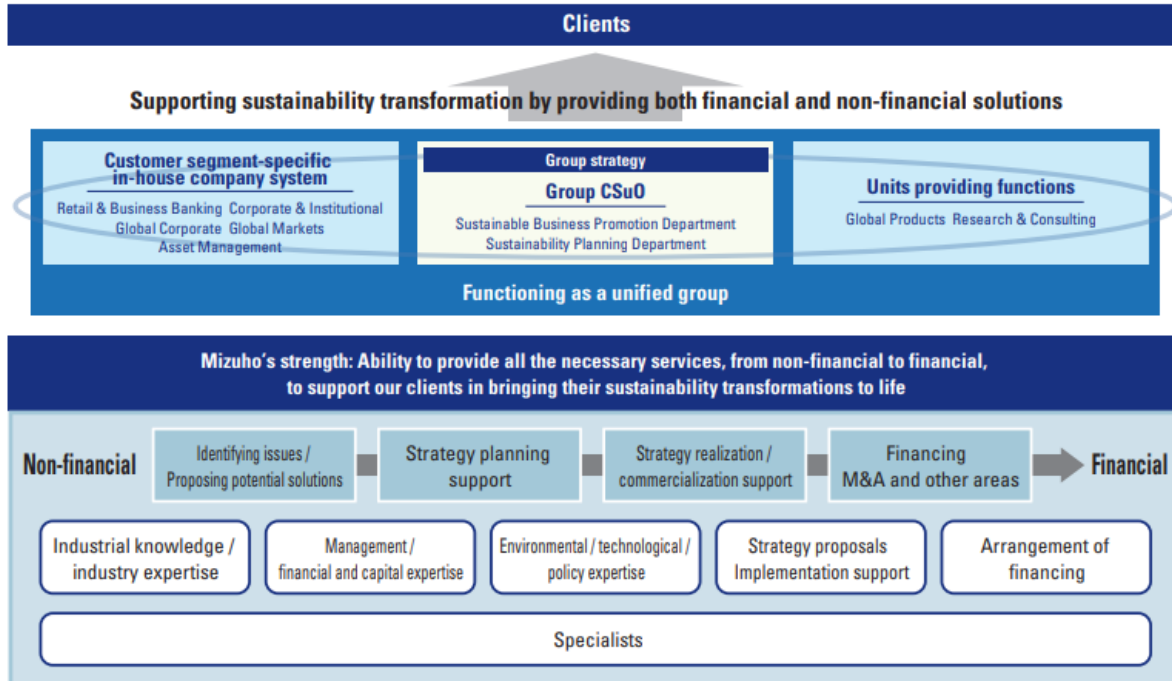 Clients
Supporting sustainability transformation by providing both financial and non-financial solutions
Customer segment-specific
in-house company system
Retail & Business Banking Corporate & Institutional
Global Corporate Global Markets
Asset Management
Group strategy
Group CSuO
Sustainable Business Promotion Department
Sustainability Planning Department
Units providing functions
Global Products Research & Consulting
Functioning as a unified group
Mizuho's strength: Ability to provide all the necessary services, from non-financial to financial,
to support our clients in bringing their sustainability transformations to life
Non-financial
Identifying issues /
Proposing potential solutions
Strategy planning
support
Strategy realization /
commercialization support
Financing
M&A and other areas
Financial
Industrial knowledge /
industry expertise
Management /
financial and capital expertise
Environmental / technological /
policy expertise
Strategy proposals
Implementation support
Arrangement of
financing
Specialists